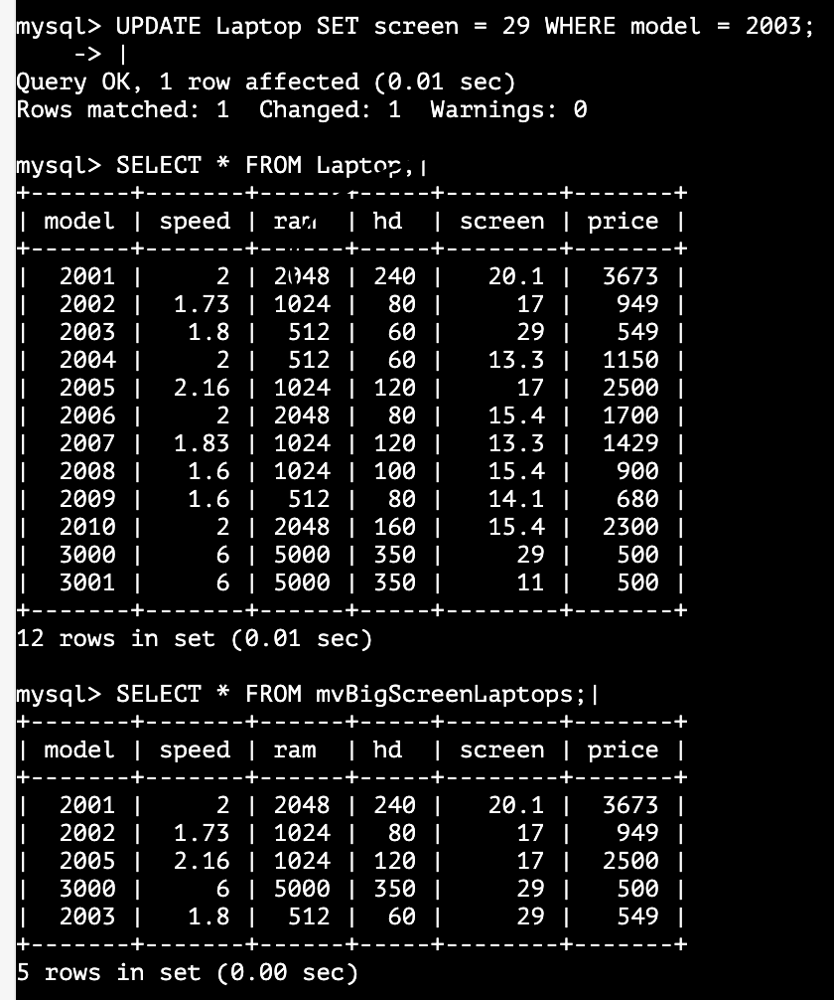 mysql> UPDATE Laptop SET screen = 29 WHERE model = 2003;
    -> |
Query OK, 1 row affected (0.01 sec)
Rows matched: 1  Changed: 1  Warnings: 0

mysql> SELECT * FROM Laptop;|
+-------+-------+------+-----+--------+-------+
| model | speed | ram  | hd  | screen | price |
+-------+-------+------+-----+--------+-------+
|  2001 |     2 | 2048 | 240 |   20.1 |  3673 |
|  2002 |  1.73 | 1024 |  80 |     17 |   949 |
|  2003 |   1.8 |  512 |  60 |     29 |   549 |
|  2004 |     2 |  512 |  60 |   13.3 |  1150 |
|  2005 |  2.16 | 1024 | 120 |     17 |  2500 |
|  2006 |     2 | 2048 |  80 |   15.4 |  1700 |
|  2007 |  1.83 | 1024 | 120 |   13.3 |  1429 |
|  2008 |   1.6 | 1024 | 100 |   15.4 |   900 |
|  2009 |   1.6 |  512 |  80 |   14.1 |   680 |
|  2010 |     2 | 2048 | 160 |   15.4 |  2300 |
|  3000 |     6 | 5000 | 350 |     29 |   500 |
|  3001 |     6 | 5000 | 350 |     11 |   500 |
+-------+-------+------+-----+--------+-------+
12 rows in set (0.01 sec)

mysql> SELECT * FROM mvBigScreenLaptops;|
+-------+-------+------+-----+--------+-------+
| model | speed | ram  | hd  | screen | price |
+-------+-------+------+-----+--------+-------+
|  2001 |     2 | 2048 | 240 |   20.1 |  3673 |
|  2002 |  1.73 | 1024 |  80 |     17 |   949 |
|  2005 |  2.16 | 1024 | 120 |     17 |  2500 |
|  3000 |     6 | 5000 | 350 |     29 |   500 |
|  2003 |   1.8 |  512 |  60 |     29 |   549 |
+-------+-------+------+-----+--------+-------+
5 rows in set (0.00 sec)